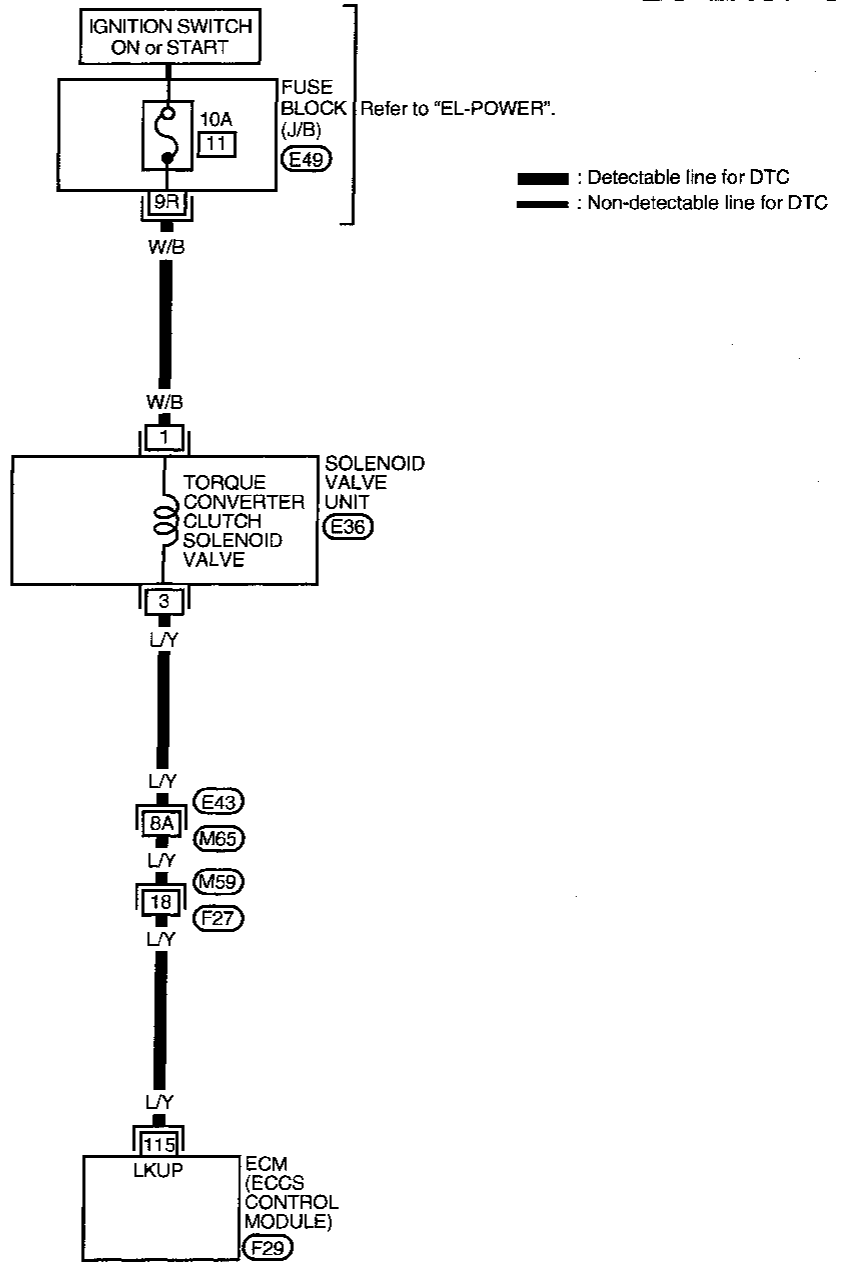 IGNITION SWITCH
ON or START
FUSE
BLOCK
(J/B)
E49
Refer to "EL-POWER".
10A
11
9R
: Detectable line for DTC
: Non-detectable line for DTC
W/B
W/B
1
SOLENOID
VALVE
UNIT
E36
TORQUE
CONVERTER
CLUTCH
SOLENOID
VALVE
3
L/Y
L/Y
E43
8A
M65
L/Y
M59
18
F27
L/Y
L/Y
115
LKUP
ECM
(ECCS
CONTROL
MODULE)
F29